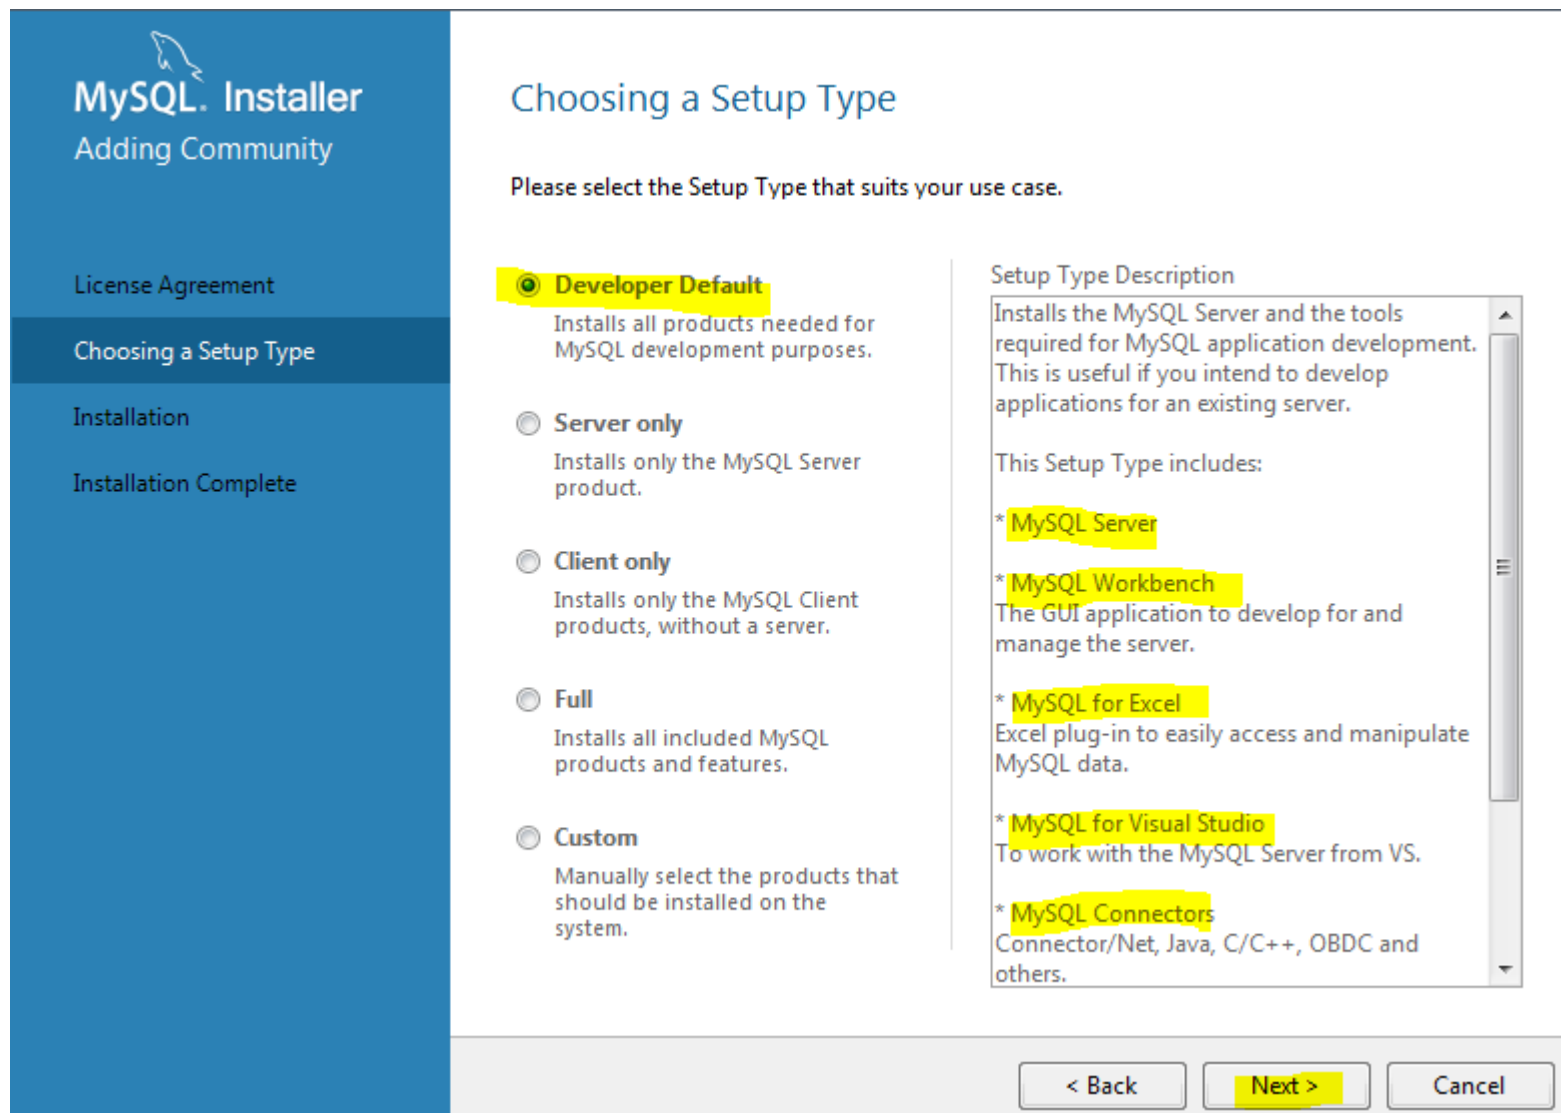 MySQL. Installer
Adding Community
License Agreement
Choosing a Setup Type
Installation
Installation Complete
Choosing a Setup Type
Please select the Setup Type that suits your use case.
Developer Default
Installs all products needed for
MySQL development purposes.
Server only
Installs only the MySQL Server
product.
Client only
Installs only the MySQL Client
products, without a server.
Full
Installs all included MySQL
products and features.
Custom
Manually select the products that
should be installed on the
system.
Setup Type Description
Installs the MySQL Server and the tools
required for MySQL application development.
This is useful if you intend to develop
applications for an existing server.
This Setup Type includes:
* MySQL Server
* MySQL Workbench
The GUI application to develop for and
manage the server.
* MySQL for Excel
Excel plug-in to easily access and manipulate
MySQL data.
* MySQL for Visual Studio
To work with the MySQL Server from VS.
* MySQL Connectors
Connector/Net, Java, C/C++, OBDC and
others.
< Back
Next >
Cancel